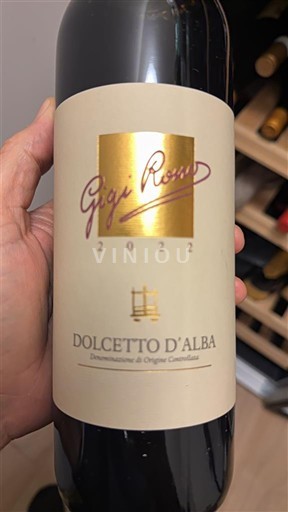 Gigi Rosso
2022
VINIOU
DOLCETTO D'ALBA
Denominazione di Origine Controllata